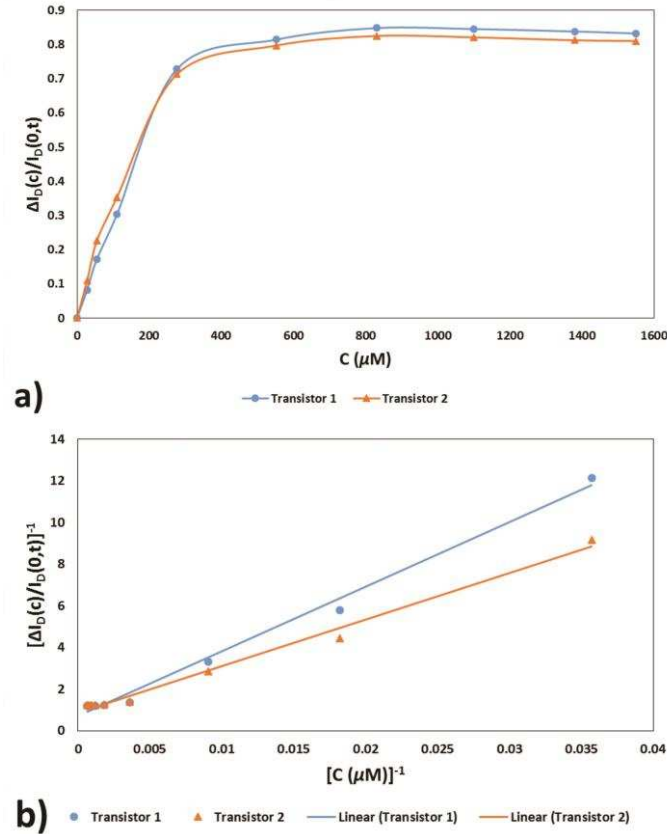 0.9
0.8
0.7
0.6
0.5
0.4
0.3
0.2
0.1
0
ΔI_D(c)/I_D(0,t)
0 200 400 600 800 1000 1200 1400 1600
C (μM)
a)
Transistor 1 Transistor 2
14
12
10
8
6
4
2
0
[ΔI_D(c)/I_D(0,t)]⁻¹
0 0.005 0.01 0.015 0.02 0.025 0.03 0.035 0.04
[C (μM)]⁻¹
b)
Transistor 1 Transistor 2 Linear (Transistor 1) Linear (Transistor 2)